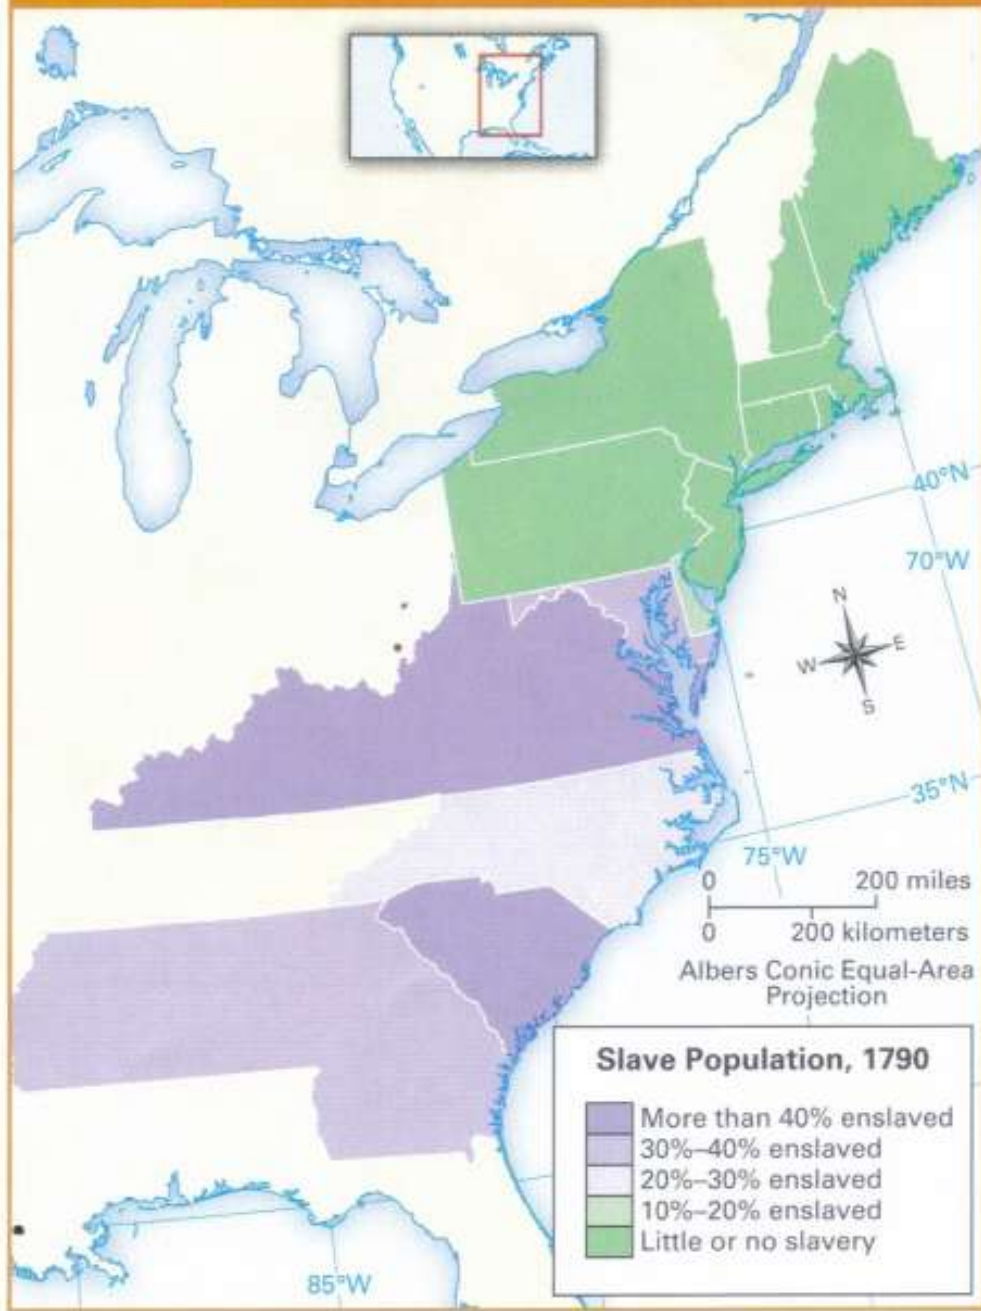 40°N
70°W
N
W
E
S
35°N
75°W
0 200 miles
0 200 kilometers
Albers Conic Equal-Area
Projection
Slave Population, 1790
More than 40% enslaved
30%–40% enslaved
20%–30% enslaved
10%–20% enslaved
Little or no slavery
85°W